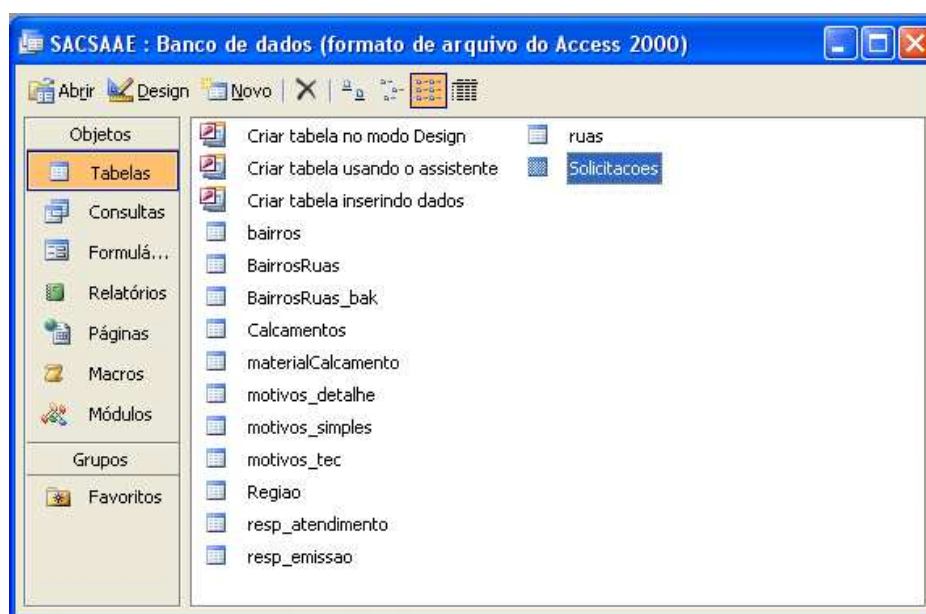 SACSAAE : Banco de dados (formato de arquivo do Access 2000)
Abrir Design Novo
Objetos
Tabelas
Consultas
Formulá...
Relatórios
Páginas
Macros
Módulos
Grupos
Favoritos
Criar tabela no modo Design
Criar tabela usando o assistente
Criar tabela inserindo dados
bairros
BairrosRuas
BairrosRuas_bak
Calcamentos
materialCalcamento
motivos_detalhe
motivos_simples
motivos_tec
Regiao
resp_atendimento
resp_emissao
ruas
Solicitacoes